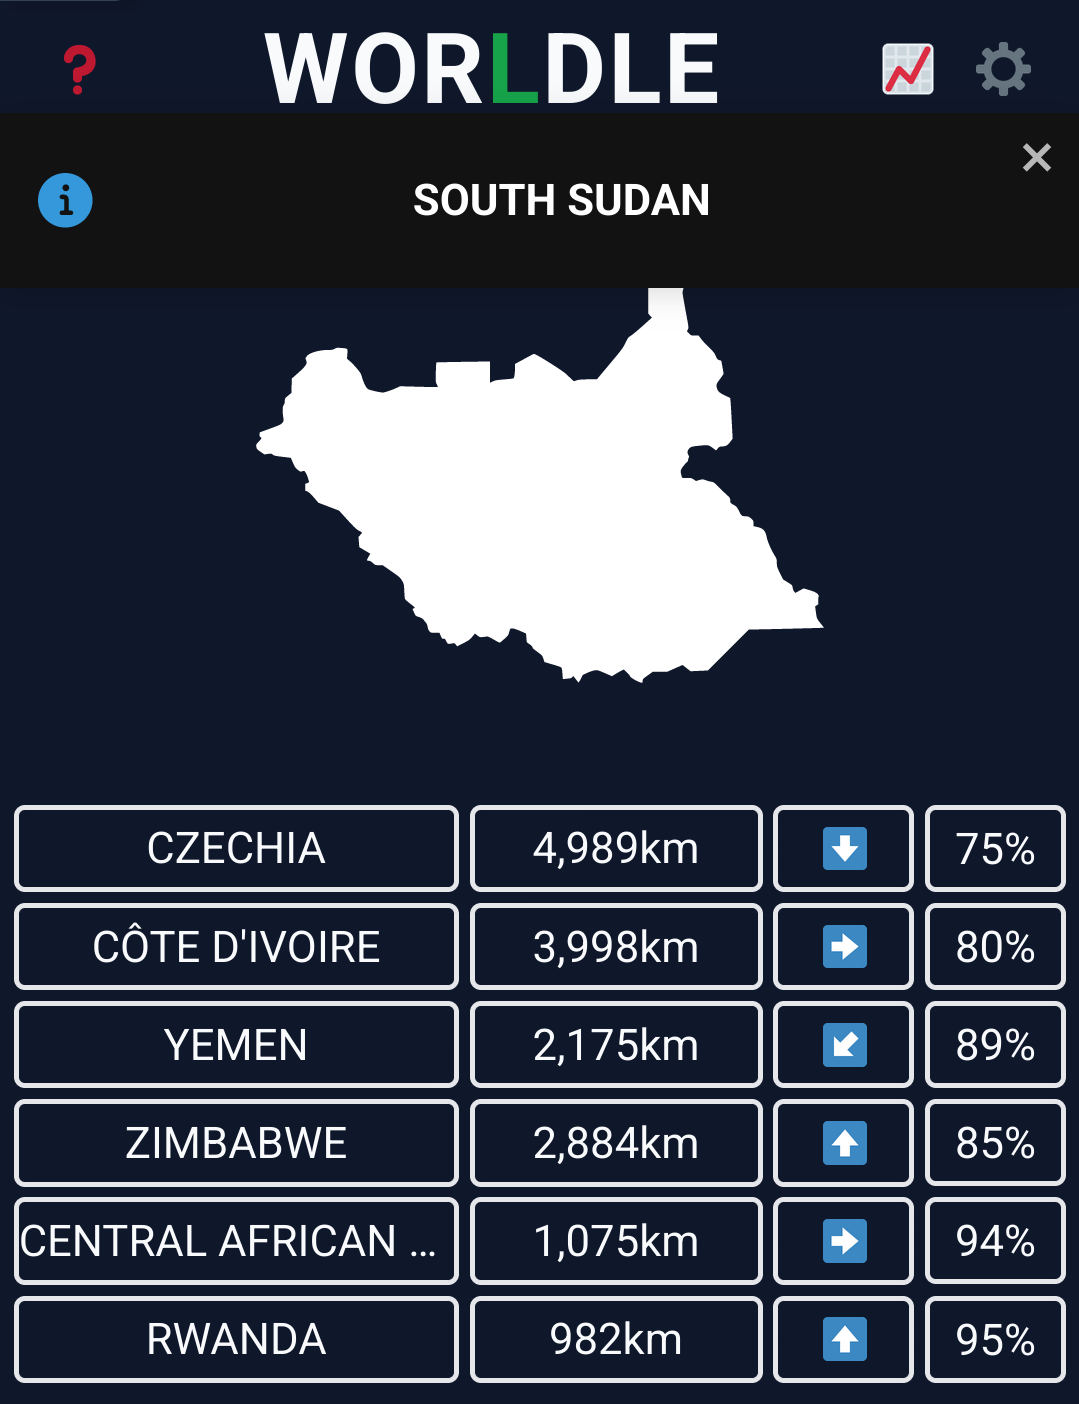 WORLDLE
SOUTH SUDAN
CZECHIA 4,989km 75%
CÔTE D'IVOIRE 3,998km 80%
YEMEN 2,175km 89%
ZIMBABWE 2,884km 85%
CENTRAL AFRICAN ... 1,075km 94%
RWANDA 982km 95%